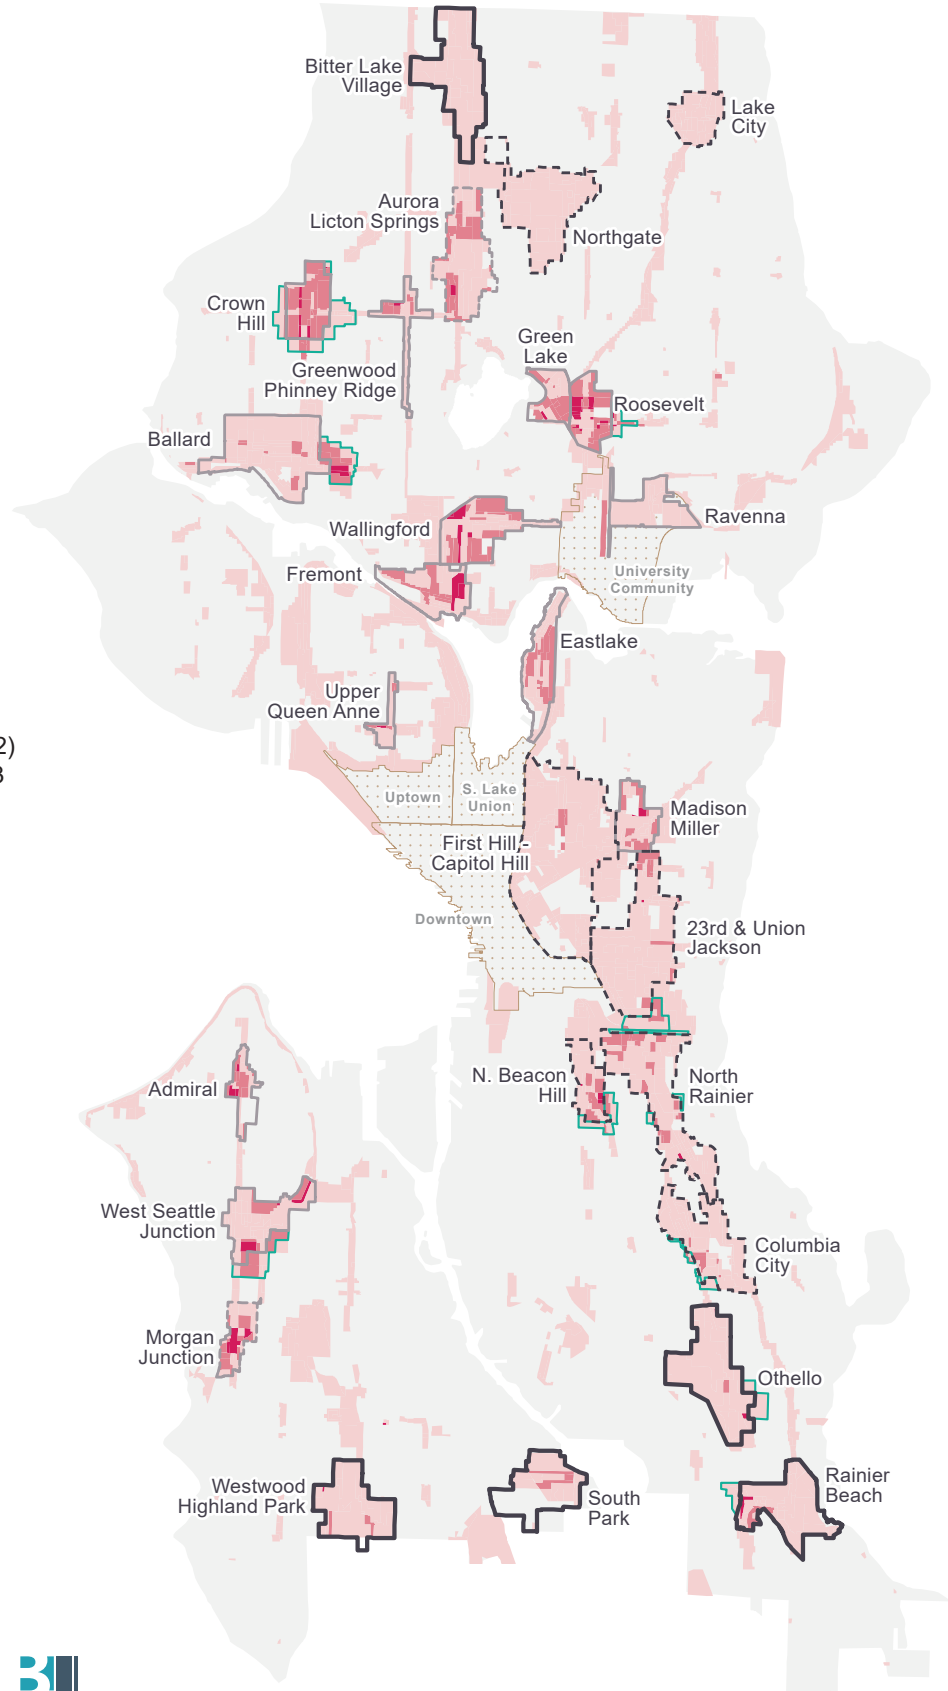 Bitter Lake
Village
Lake
City
Aurora
Licton Springs
Northgate
Crown
Hill
Green
Lake
Greenwood
Phinney Ridge
Roosevelt
Ballard
Wallingford
Ravenna
Fremont
University
Community
Eastlake
Upper
Queen Anne
2)
Uptown
S. Lake
Union
Madison
Miller
First Hill -
Capitol Hill
Downtown
23rd & Union
Jackson
N. Beacon
Hill
North
Rainier
Admiral
West Seattle
Junction
Columbia
City
Morgan
Junction
Othello
Westwood
Highland Park
South
Park
Rainier
Beach